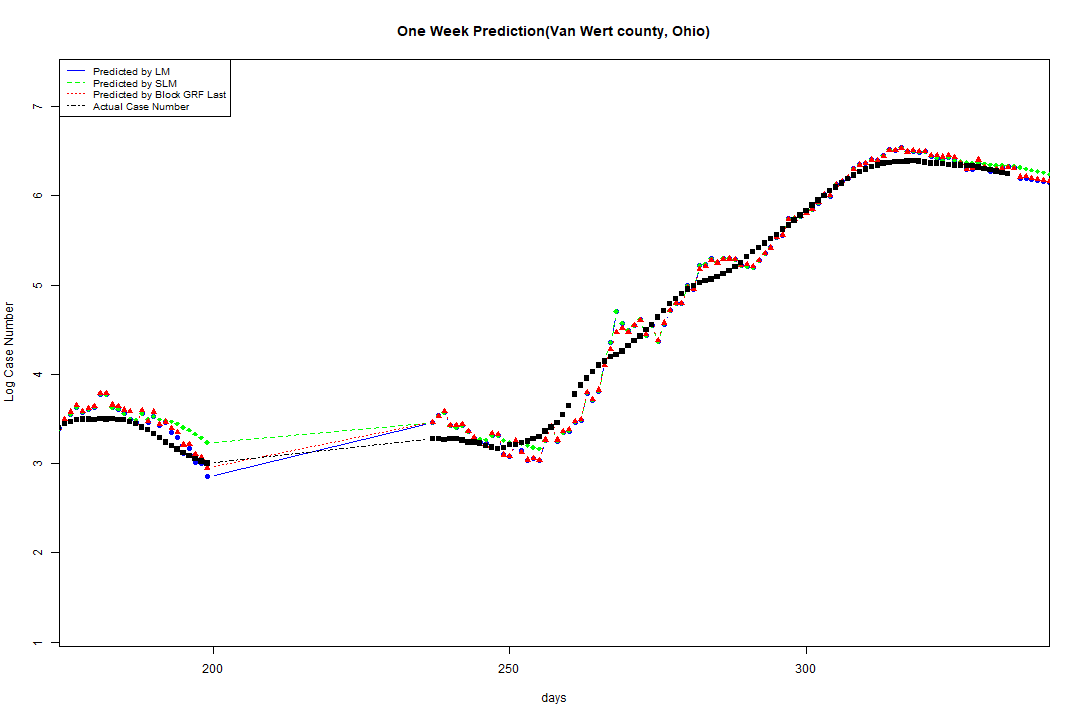 One Week Prediction(Van Wert county, Ohio)
Predicted by LM
Predicted by SLM
Predicted by Block GRF Last
Actual Case Number
7
6
5
4
3
2
1
Log Case Number
200
250
300
days